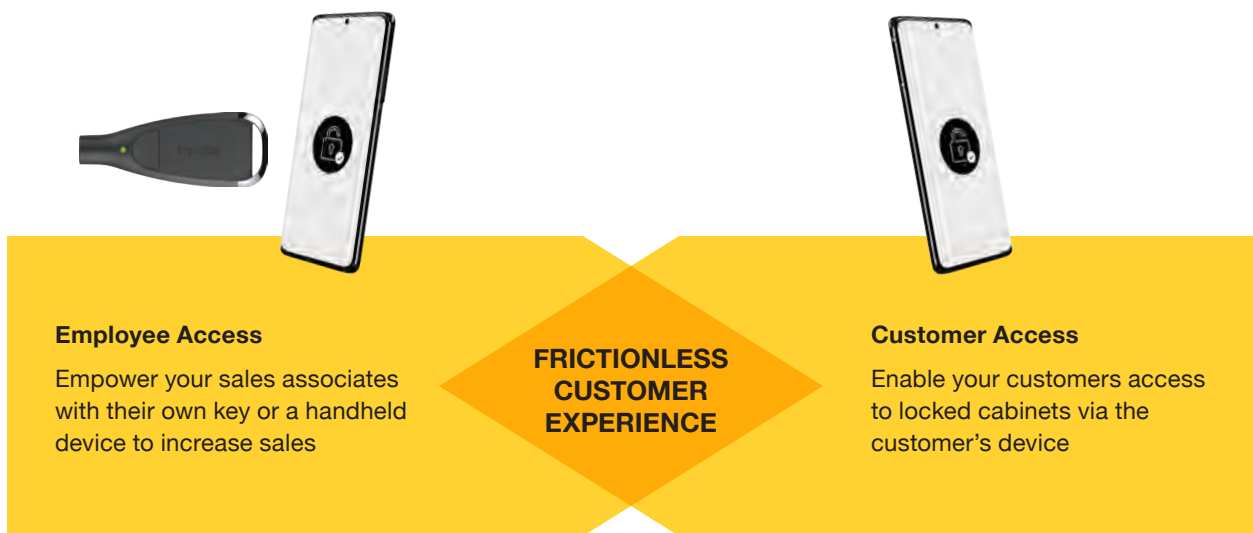 Employee Access
Empower your sales associates
with their own key or a handheld
device to increase sales
FRICTIONLESS
CUSTOMER
EXPERIENCE
Customer Access
Enable your customers access
to locked cabinets via the
customer’s device